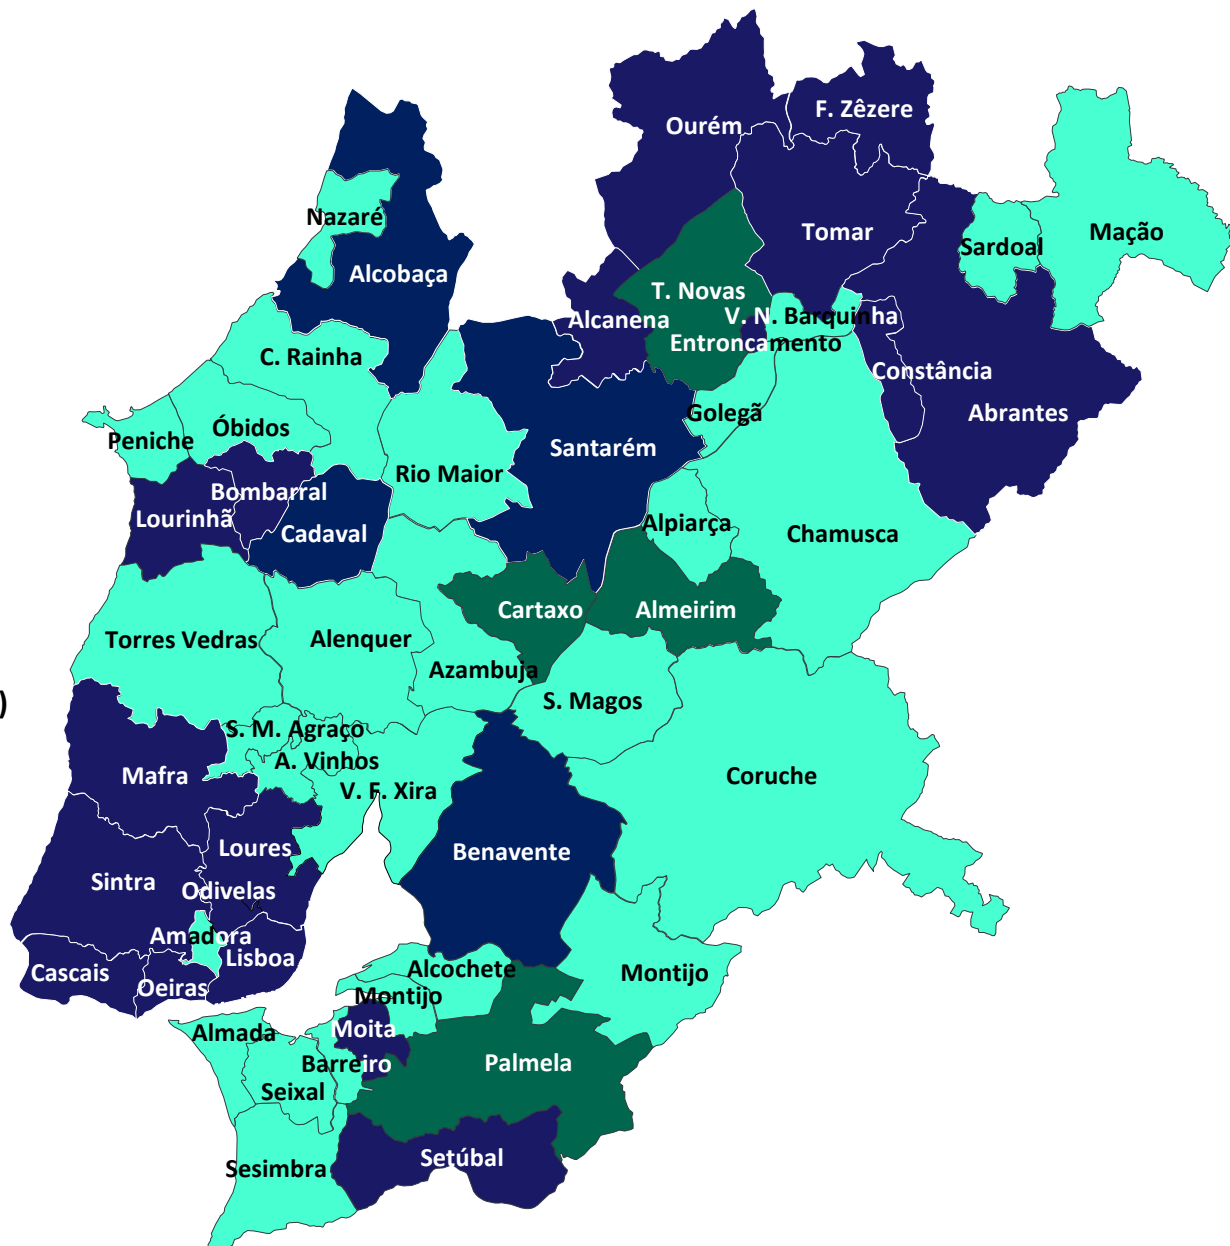 F. Zêzere
Ourém
Nazaré
Tomar
Mação
Sardoal
Alcobaça
T. Novas
V. N. Barquinha
Alcanena
Entroncamento
C. Rainha
Constância
Golegã
Abrantes
Óbidos
Peniche
Santarém
Rio Maior
Bombarral
Lourinhã
Alpiarça
Cadaval
Chamusca
Cartaxo
Almeirim
Torres Vedras
Alenquer
Azambuja
)
S. Magos
S. M. Agraço
A. Vinhos
Mafra
Coruche
V. F. Xira
Loures
Benavente
Sintra
Odivelas
Amadora
Lisboa
Cascais
Alcochete
Montijo
Oeiras
Montijo
Almada
Moita
Barreiro
Palmela
Seixal
Setúbal
Sesimbra